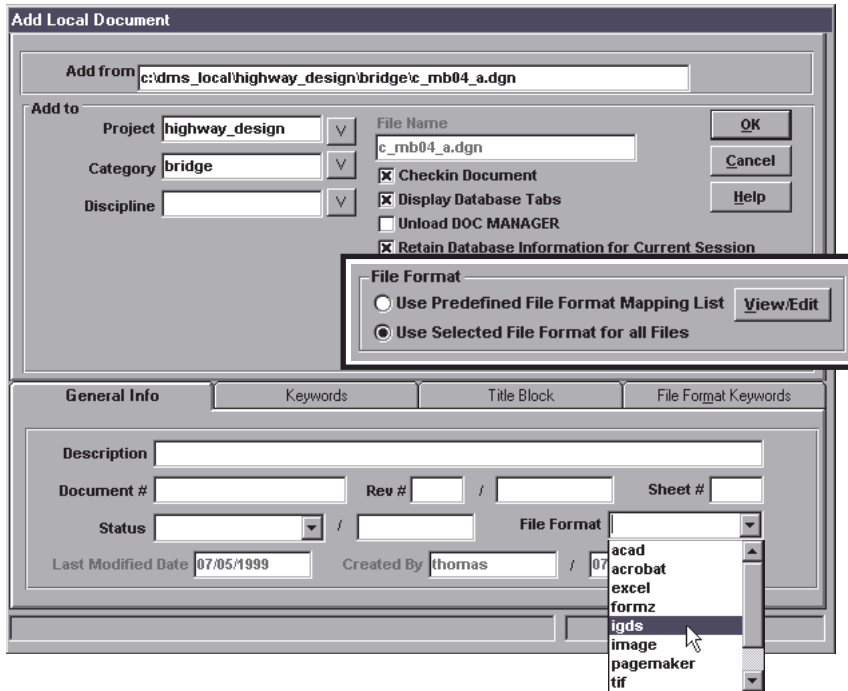 Add Local Document
Add from c:\dms_local\highway_design\bridge\c_mb04_a.dgn
Add to
Project highway_design V
Category bridge V
Discipline V
File Name
c_mb04_a.dgn
Checkin Document
Display Database Tabs
Unload DOC MANAGER
Retain Database Information for Current Session
OK
Cancel
Help
File Format
Use Predefined File Format Mapping List View/Edit
Use Selected File Format for all Files
General Info Keywords Title Block File Format Keywords
Description
Document # Rev # / Sheet #
Status / File Format
Last Modified Date 07/05/1999 Created By thomas / 07
acad
acrobat
excel
formz
igds
image
pagemaker
tif